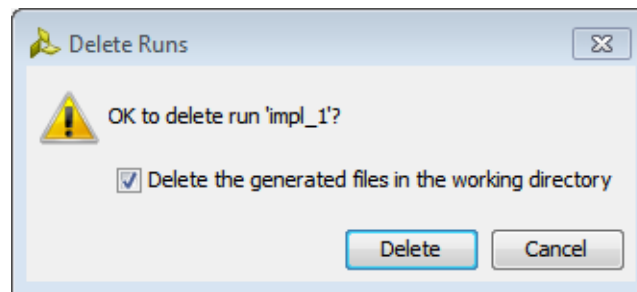 Delete Runs
OK to delete run 'impl_1'?
Delete the generated files in the working directory
Delete
Cancel